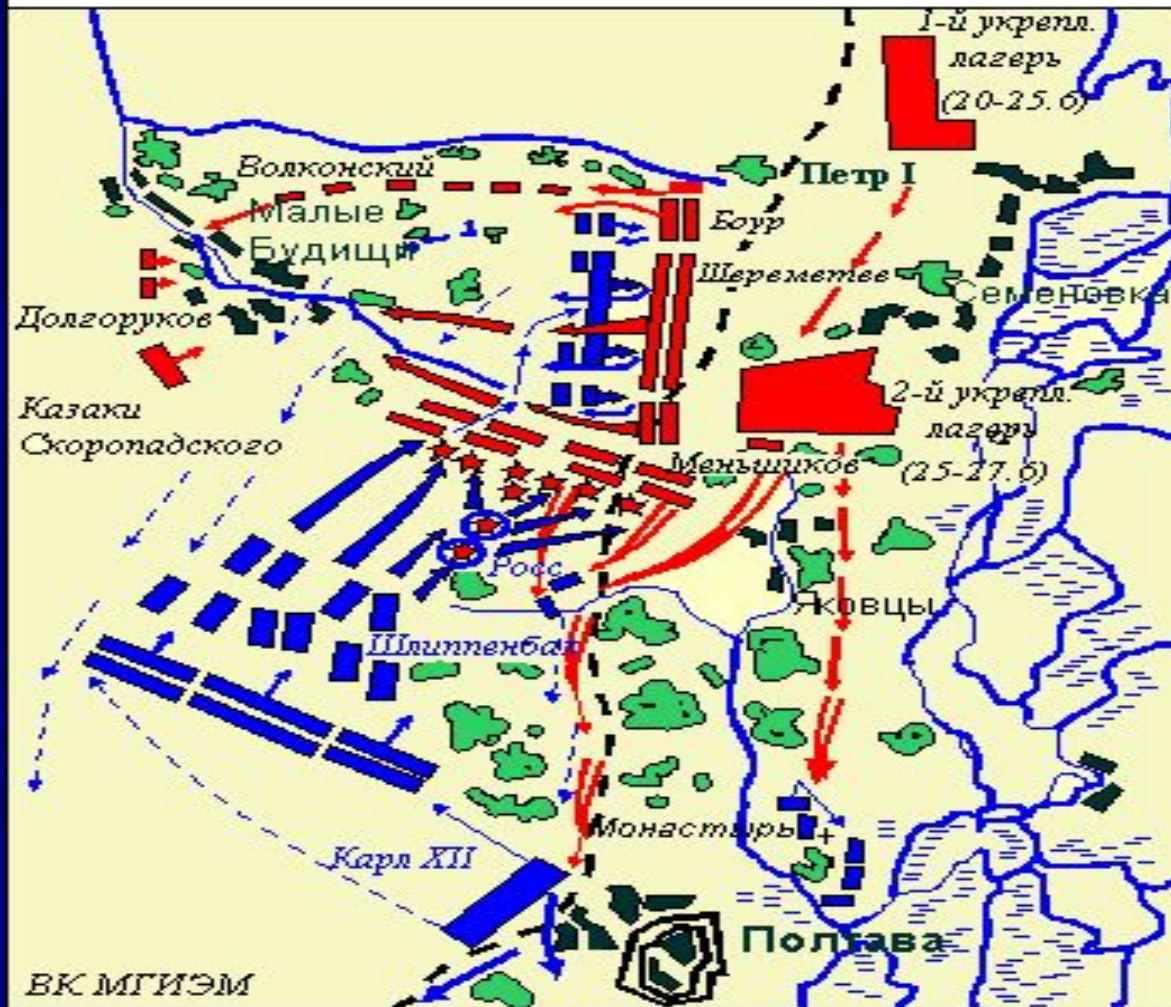 1-й укрепл.
лагерь
(20-25.6)
Волконский
Петр I
Малые
Будищи
Боур
Шереметев
Семеновка
Долгоруков
2-й укрепл.
лагерь
(25-27.6)
Казаки
Скоропадского
Меньшиков
Росс
Яковцы
Шлиппенбах
Монастырь
Карл XII
Полтава
ВК МГИЭМ